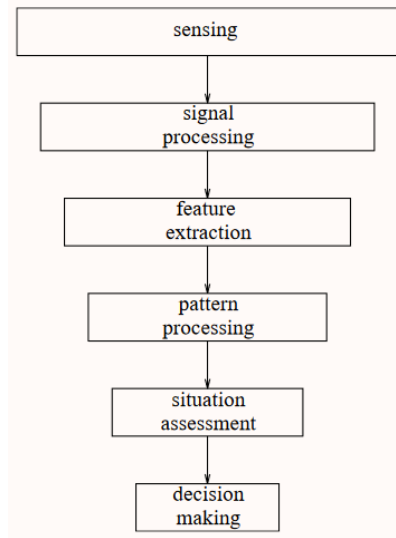 sensing
signal
processing
feature
extraction
pattern
processing
situation
assessment
decision
making